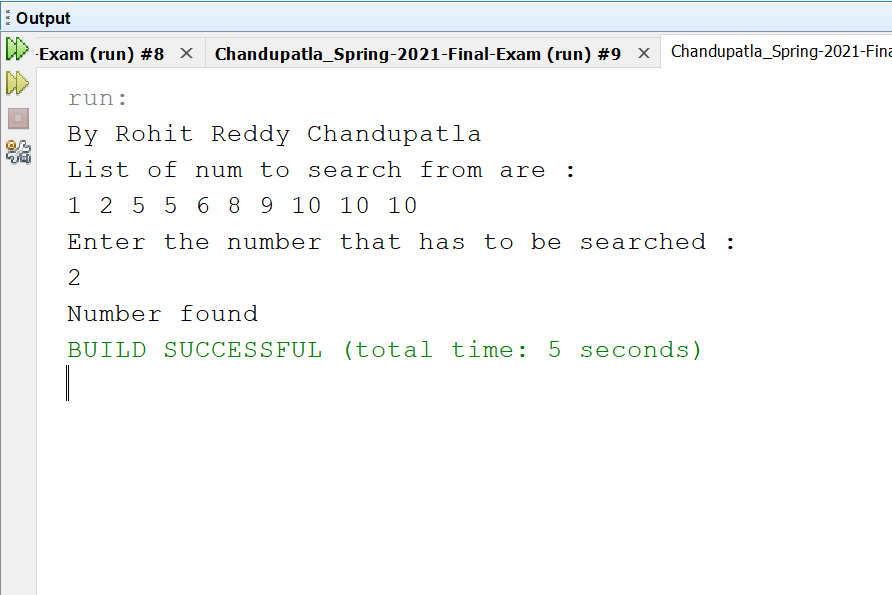 Output
-Exam (run) #8
Chandupatla_Spring-2021-Final-Exam (run) #9
Chandupatla_Spring-2021-Fina
run:
By Rohit Reddy Chandupatla
List of num to search from are :
1 2 5 5 6 8 9 10 10 10
Enter the number that has to be searched :
2
Number found
BUILD SUCCESSFUL (total time: 5 seconds)